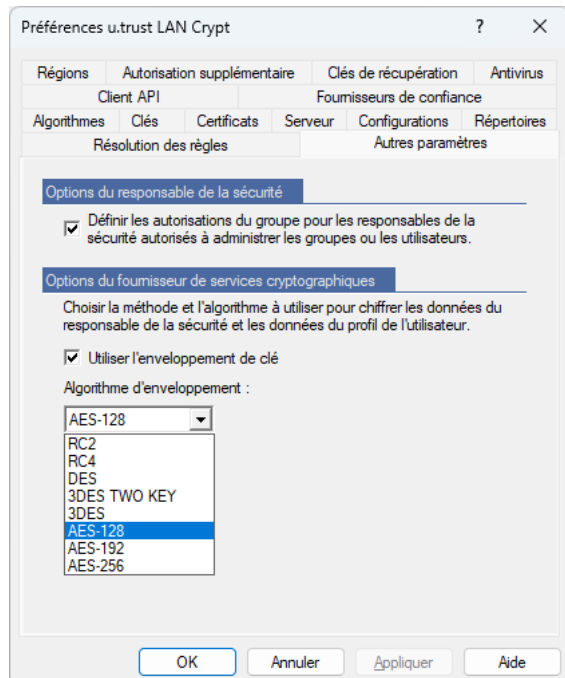 Préférences u.trust LAN Crypt
?
Régions
Autorisation supplémentaire
Clés de récupération
Antivirus
Client API
Fournisseurs de confiance
Algorithmes
Clés
Certificats
Serveur
Configurations
Répertoires
Résolution des règles
Autres paramètres
Options du responsable de la sécurité
Définir les autorisations du groupe pour les responsables de la
sécurité autorisés à administrer les groupes ou les utilisateurs.
Options du fournisseur de services cryptographiques
Choisir la méthode et l'algorithme à utiliser pour chiffrer les données du
responsable de la sécurité et les données du profil de l'utilisateur.
Utiliser l'enveloppement de clé
Algorithme d'enveloppement :
AES-128
RC2
RC4
DES
3DES TWO KEY
3DES
AES-128
AES-192
AES-256
OK
Annuler
Appliquer
Aide